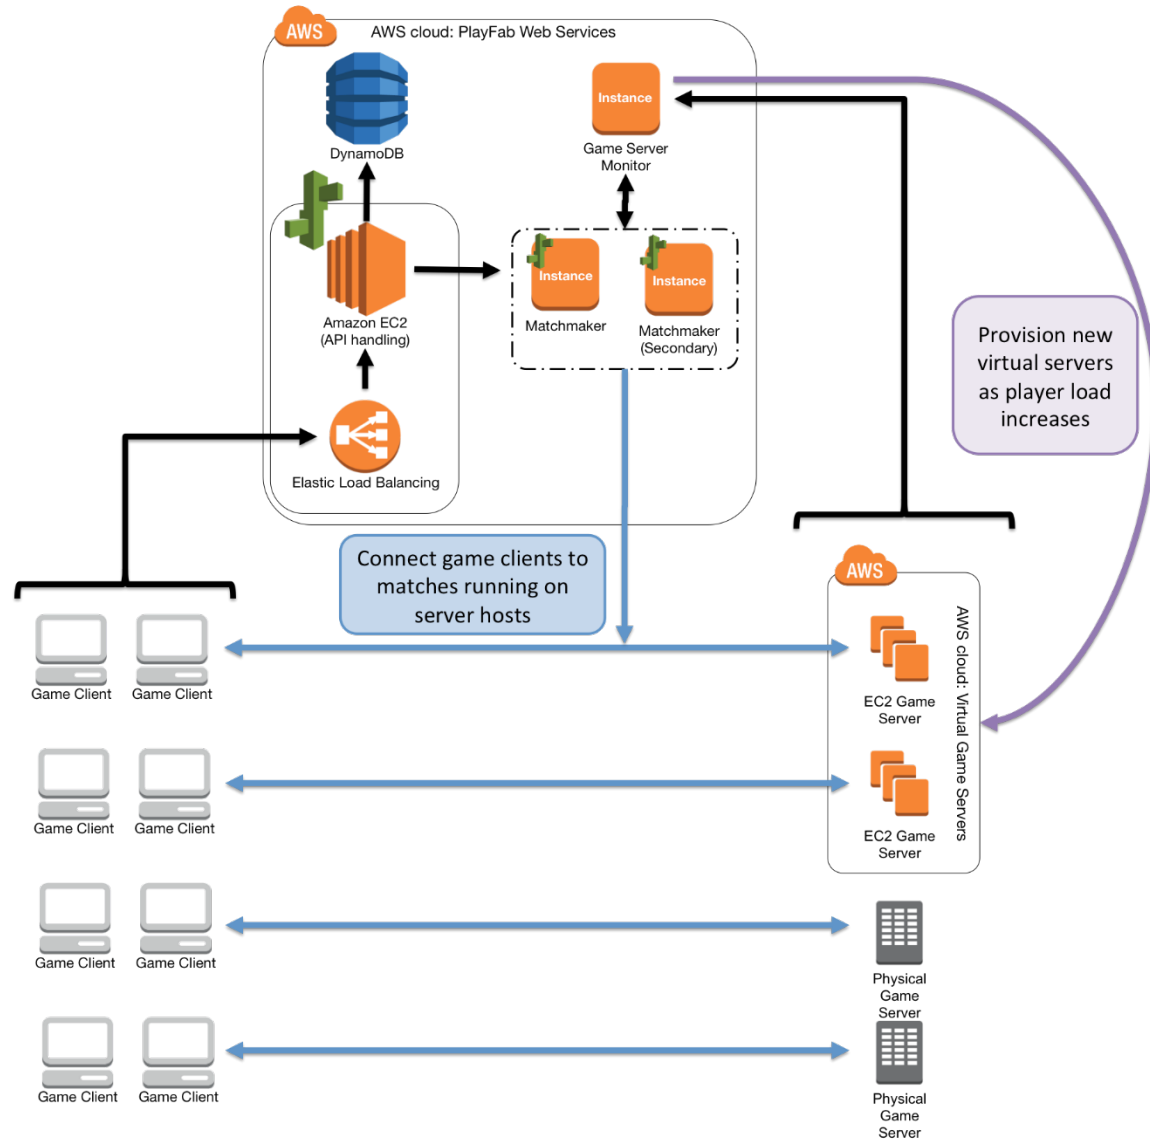 AWS
AWS cloud: PlayFab Web Services
DynamoDB
Instance
Game Server
Monitor
Amazon EC2
(API handling)
Instance
Matchmaker
Instance
Matchmaker
(Secondary)
Elastic Load Balancing
Provision new
virtual servers
as player load
increases
Connect game clients to
matches running on
server hosts
AWS
AWS cloud: Virtual Game Servers
Game Client
Game Client
EC2 Game
Server
Game Client
Game Client
EC2 Game
Server
Game Client
Game Client
Physical
Game
Server
Game Client
Game Client
Physical
Game
Server